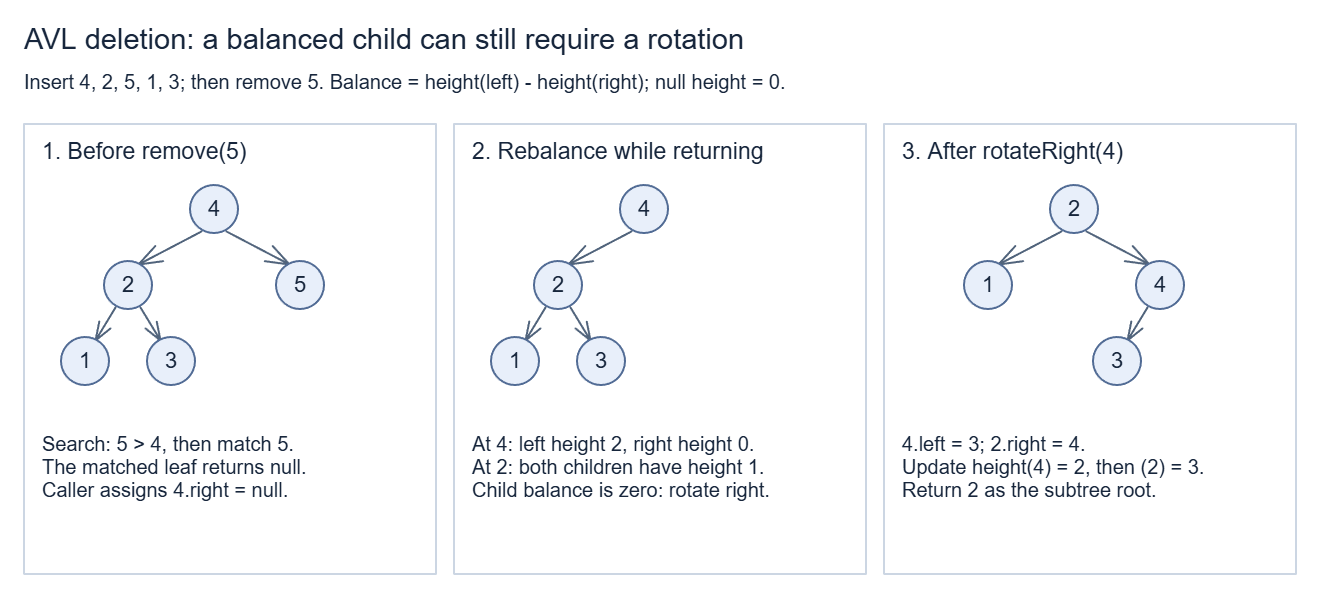 AVL deletion: a balanced child can still require a rotation
Insert 4, 2, 5, 1, 3; then remove 5. Balance = height(left) - height(right); null height = 0.
1. Before remove(5)
4
2
5
1
3
Search: 5 > 4, then match 5.
The matched leaf returns null.
Caller assigns 4.right = null.
2. Rebalance while returning
4
2
1
3
At 4: left height 2, right height 0.
At 2: both children have height 1.
Child balance is zero: rotate right.
3. After rotateRight(4)
2
1
4
3
4.left = 3; 2.right = 4.
Update height(4) = 2, then (2) = 3.
Return 2 as the subtree root.